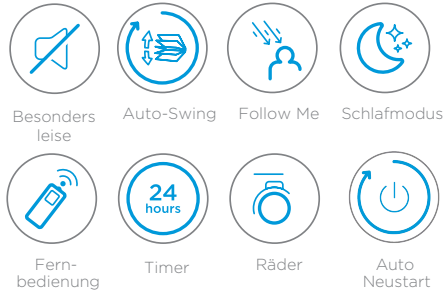 Besonders
leise
Auto-Swing
Follow Me
Schlafmodus
24
hours
Fern-
bedienung
Timer
Räder
Auto
Neustart